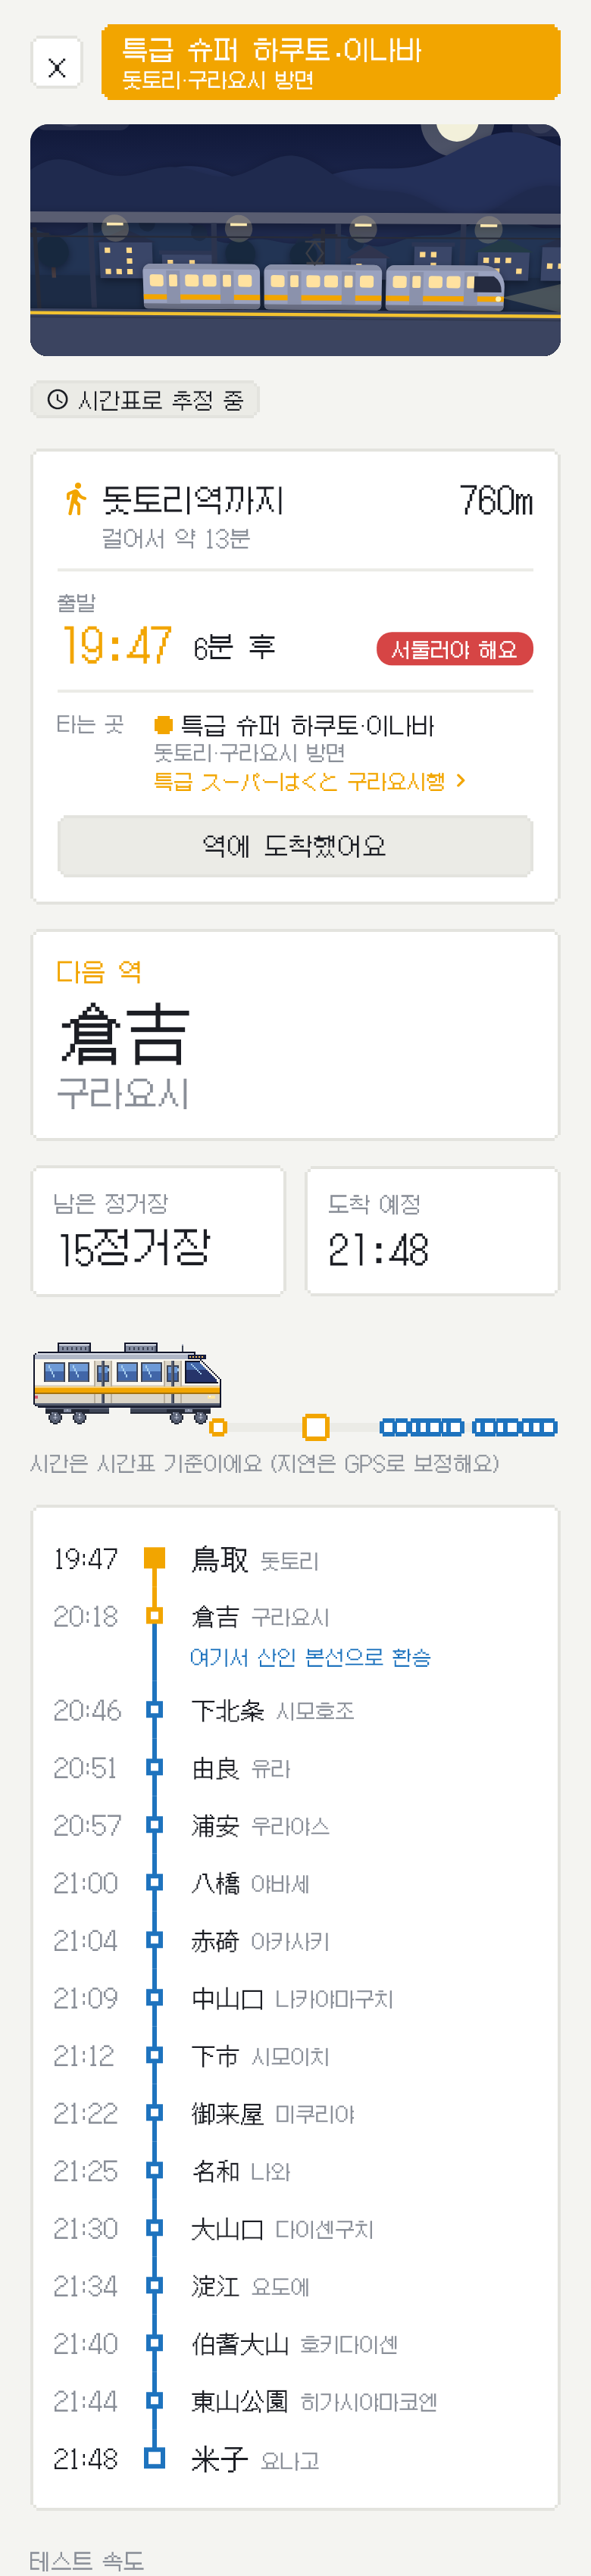 특급 슈퍼 하쿠토·이나바
돗토리·구라요시 방면
시간표로 추정 중
돗토리역까지 760m
걸어서 약 13분
출발
19:47 6분 후 서둘러야 해요
타는 곳 특급 슈퍼 하쿠토·이나바
돗토리·구라요시 방면
특급 スーパーはくと 구라요시행 >
역에 도착했어요
다음 역
倉吉
구라요시
남은 정거장
15정거장
도착 예정
21:48
시간은 시간표 기준이에요 (지연은 GPS로 보정해요)
19:47 鳥取 돗토리
20:18 倉吉 구라요시
여기서 산인 본선으로 환승
20:46 下北条 시모호조
20:51 由良 유라
20:57 浦安 우라야스
21:00 八橋 야바세
21:04 赤碕 아카사키
21:09 中山口 나카야마구치
21:12 下市 시모이치
21:22 御来屋 미쿠리야
21:25 名和 나와
21:30 大山口 다이센구치
21:34 淀江 요도에
21:40 伯耆大山 호키다이센
21:44 東山公園 히가시야마코엔
21:48 米子 요나고
테스트 속도